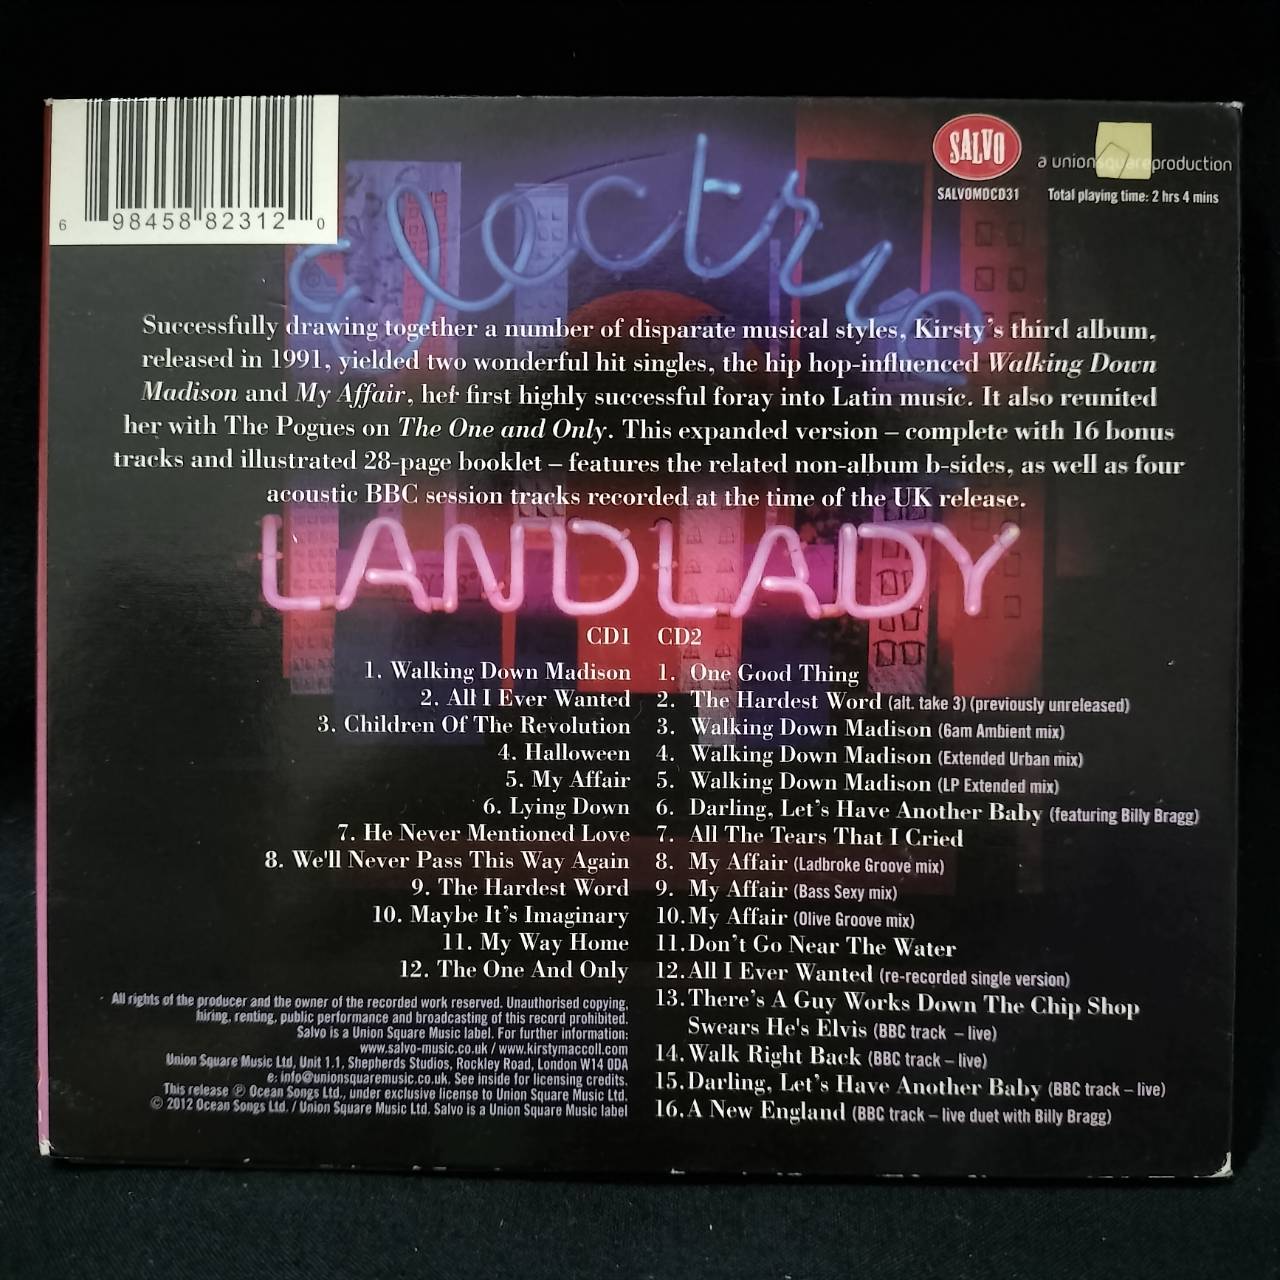 6 98458 82312 0
SALVO
a unionsquareproduction
SALVOMDCD31
Total playing time: 2 hrs 4 mins
electric
Successfully drawing together a number of disparate musical styles, Kirsty's third album,
released in 1991, yielded two wonderful hit singles, the hip hop-influenced Walking Down
Madison and My Affair, her first highly successful foray into Latin music. It also reunited
her with The Pogues on The One and Only. This expanded version – complete with 16 bonus
tracks and illustrated 28-page booklet – features the related non-album b-sides, as well as four
acoustic BBC session tracks recorded at the time of the UK release.
LANDLADY
CD1
1. Walking Down Madison
2. All I Ever Wanted
3. Children Of The Revolution
4. Halloween
5. My Affair
6. Lying Down
7. He Never Mentioned Love
8. We'll Never Pass This Way Again
9. The Hardest Word
10. Maybe It's Imaginary
11. My Way Home
12. The One And Only
CD2
1. One Good Thing
2. The Hardest Word (alt. take 3) (previously unreleased)
3. Walking Down Madison (6am Ambient mix)
4. Walking Down Madison (Extended Urban mix)
5. Walking Down Madison (LP Extended mix)
6. Darling, Let's Have Another Baby (featuring Billy Bragg)
7. All The Tears That I Cried
8. My Affair (Ladbroke Groove mix)
9. My Affair (Bass Sexy mix)
10. My Affair (Olive Groove mix)
11. Don't Go Near The Water
12. All I Ever Wanted (re-recorded single version)
13. There's A Guy Works Down The Chip Shop
Swears He's Elvis (BBC track – live)
14. Walk Right Back (BBC track – live)
15. Darling, Let's Have Another Baby (BBC track – live)
16. A New England (BBC track – live duet with Billy Bragg)
All rights of the producer and the owner of the recorded work reserved. Unauthorised copying,
hiring, renting, public performance and broadcasting of this record prohibited.
Salvo is a Union Square Music label. For further information:
www.salvo-music.co.uk / www.kirstymaccoll.com
Union Square Music Ltd, Unit 1.1, Shepherds Studios, Rockley Road, London W14 0DA
e: info@unionsquaremusic.co.uk. See inside for licensing credits.
This release ℗ Ocean Songs Ltd., under exclusive license to Union Square Music Ltd.
© 2012 Ocean Songs Ltd. / Union Square Music Ltd. Salvo is a Union Square Music label